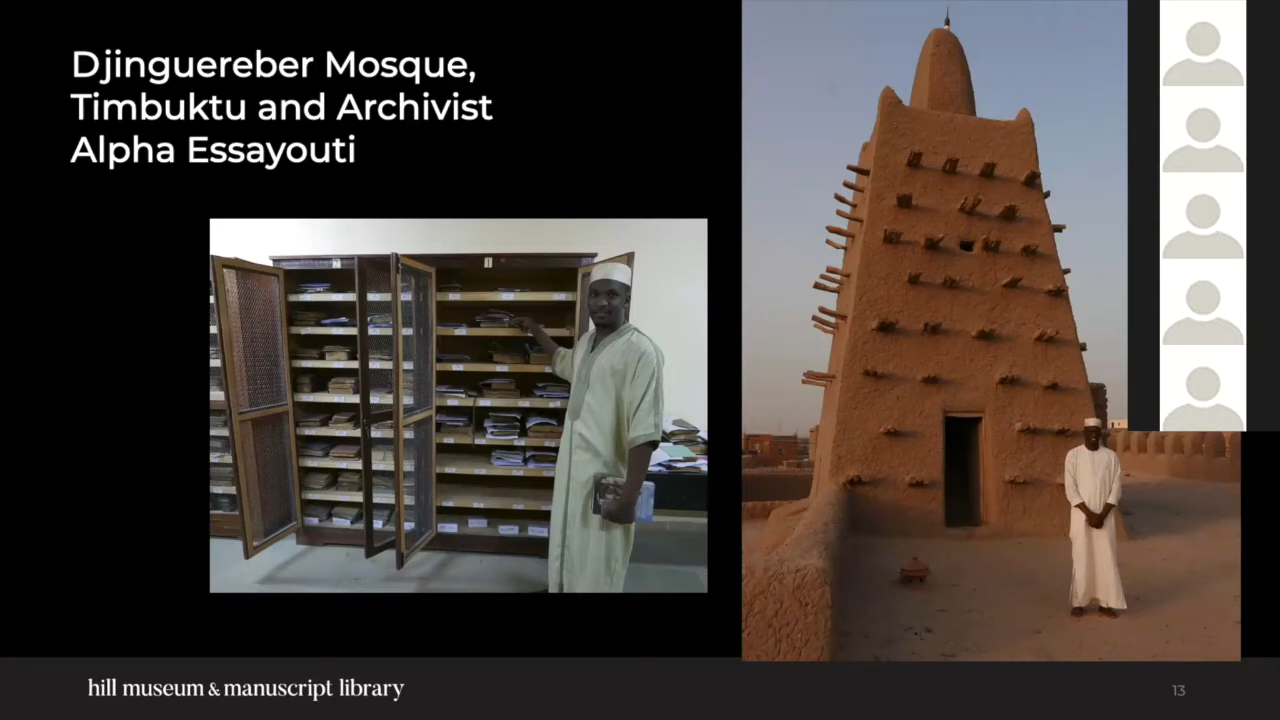 Djinguereber Mosque,
Timbuktu and Archivist
Alpha Essayouti
hill museum & manuscript library
13